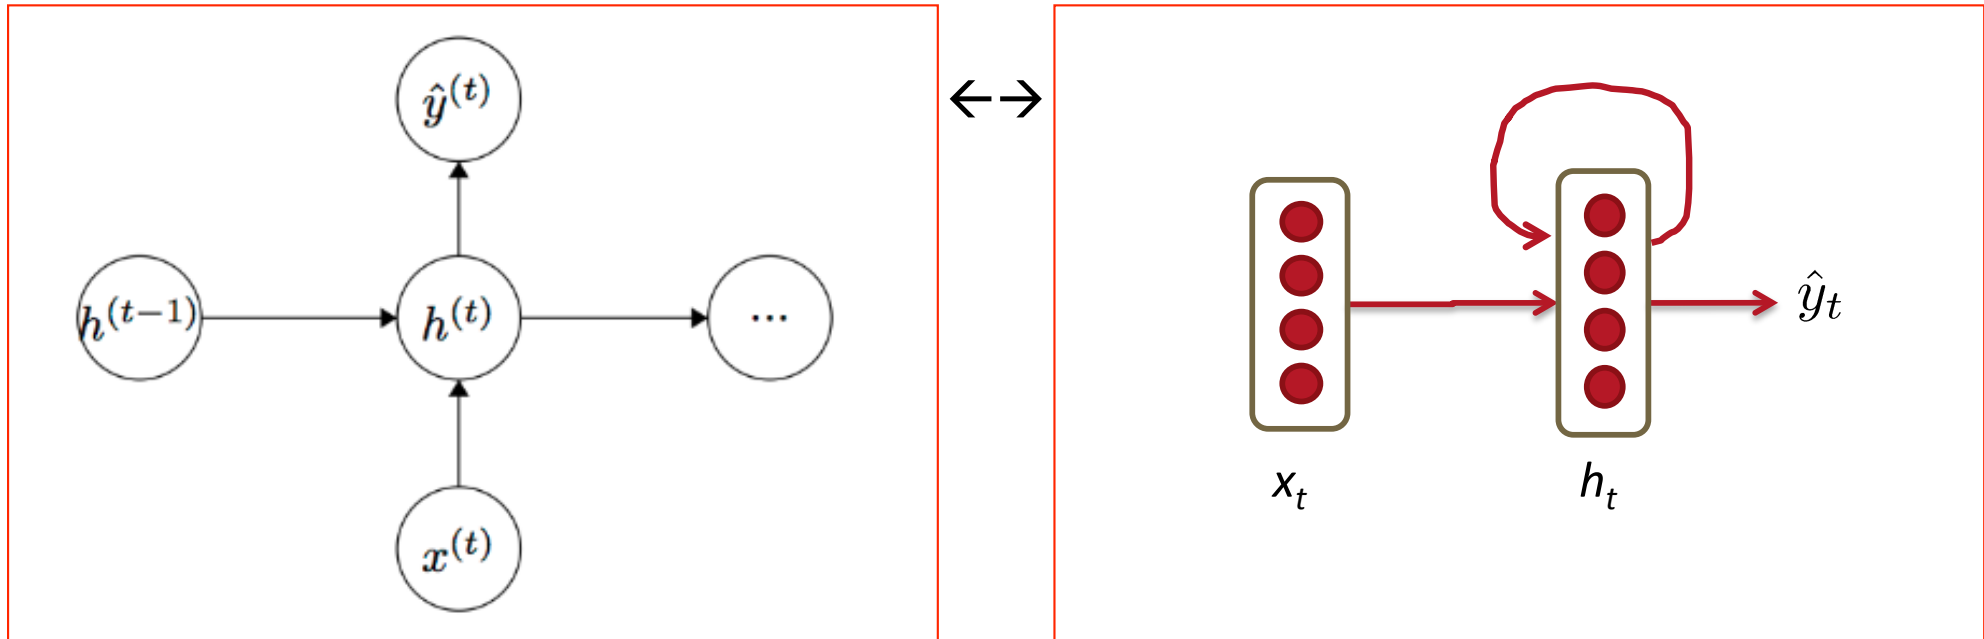 ŷ^(t)
h^(t−1) h^(t) ...
x^(t)
←→
ŷ_t
x_t h_t